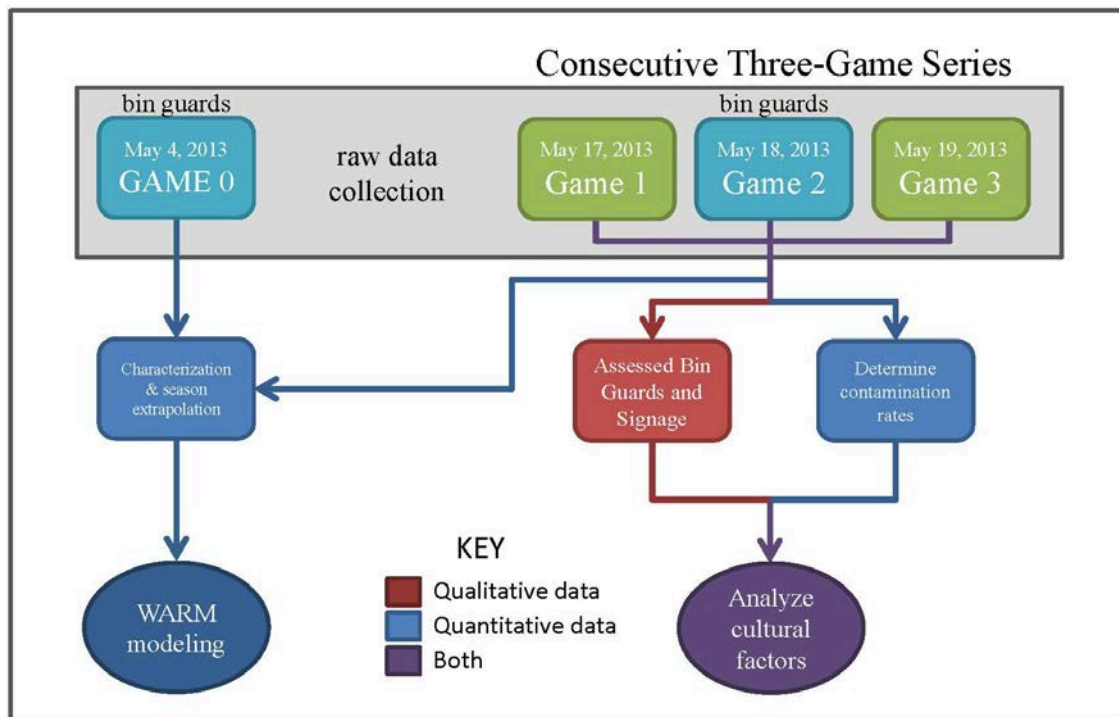 Consecutive Three-Game Series
bin guards
May 4, 2013
GAME 0
raw data
collection
May 17, 2013
Game 1
bin guards
May 18, 2013
Game 2
May 19, 2013
Game 3
Characterization
& season
extrapolation
Assessed Bin
Guards and
Signage
Determine
contamination
rates
WARM
modeling
KEY
Qualitative data
Quantitative data
Both
Analyze
cultural
factors